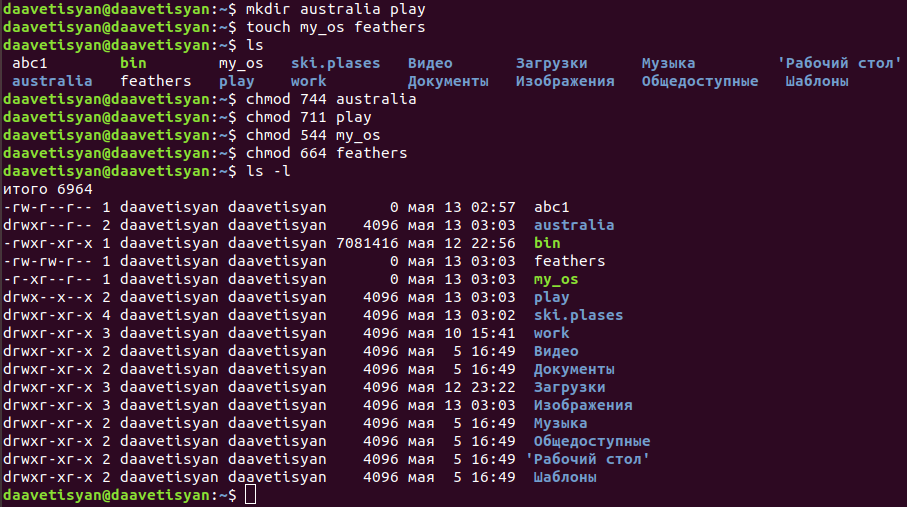 daavetisyan@daavetisyan:~$ mkdir australia play
daavetisyan@daavetisyan:~$ touch my_os feathers
daavetisyan@daavetisyan:~$ ls
abc1 bin my_os ski.plases Видео Загрузки Музыка 'Рабочий стол'
australia feathers play work Документы Изображения Общедоступные Шаблоны
daavetisyan@daavetisyan:~$ chmod 744 australia
daavetisyan@daavetisyan:~$ chmod 711 play
daavetisyan@daavetisyan:~$ chmod 544 my_os
daavetisyan@daavetisyan:~$ chmod 664 feathers
daavetisyan@daavetisyan:~$ ls -l
итого 6964
-rw-r--r-- 1 daavetisyan daavetisyan 0 мая 13 02:57 abc1
drwxr--r-- 2 daavetisyan daavetisyan 4096 мая 13 03:03 australia
-rwxr-xr-x 1 daavetisyan daavetisyan 7081416 мая 12 22:56 bin
-rw-rw-r-- 1 daavetisyan daavetisyan 0 мая 13 03:03 feathers
-r-xr--r-- 1 daavetisyan daavetisyan 0 мая 13 03:03 my_os
drwx--x--x 2 daavetisyan daavetisyan 4096 мая 13 03:03 play
drwxr-xr-x 4 daavetisyan daavetisyan 4096 мая 13 03:02 ski.plases
drwxr-xr-x 3 daavetisyan daavetisyan 4096 мая 10 15:41 work
drwxr-xr-x 2 daavetisyan daavetisyan 4096 мая 5 16:49 Видео
drwxr-xr-x 2 daavetisyan daavetisyan 4096 мая 5 16:49 Документы
drwxr-xr-x 3 daavetisyan daavetisyan 4096 мая 12 23:22 Загрузки
drwxr-xr-x 3 daavetisyan daavetisyan 4096 мая 13 03:03 Изображения
drwxr-xr-x 2 daavetisyan daavetisyan 4096 мая 5 16:49 Музыка
drwxr-xr-x 2 daavetisyan daavetisyan 4096 мая 5 16:49 Общедоступные
drwxr-xr-x 2 daavetisyan daavetisyan 4096 мая 5 16:49 'Рабочий стол'
drwxr-xr-x 2 daavetisyan daavetisyan 4096 мая 5 16:49 Шаблоны
daavetisyan@daavetisyan:~$